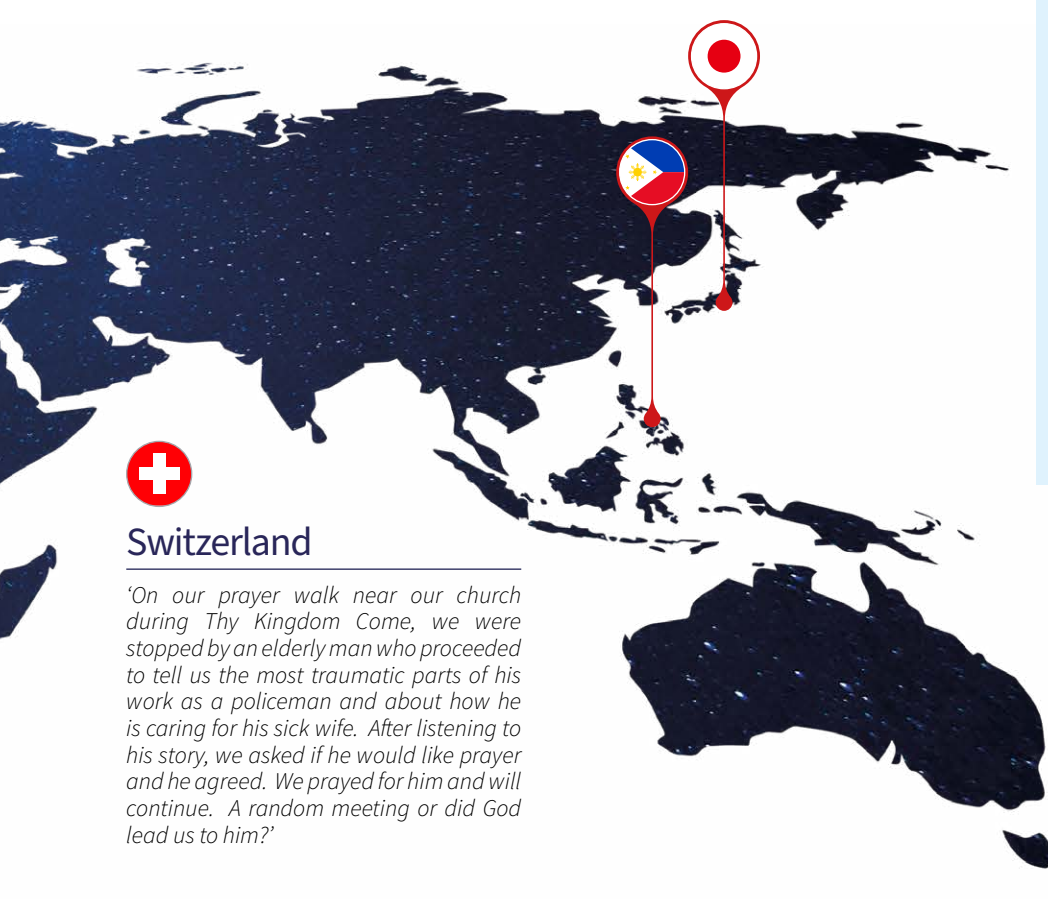 Switzerland
‘On our prayer walk near our church
during Thy Kingdom Come, we were
stopped by an elderly man who proceeded
to tell us the most traumatic parts of his
work as a policeman and about how he
is caring for his sick wife.  After listening to
his story, we asked if he would like prayer
and he agreed.  We prayed for him and will
continue.  A random meeting or did God
lead us to him?’